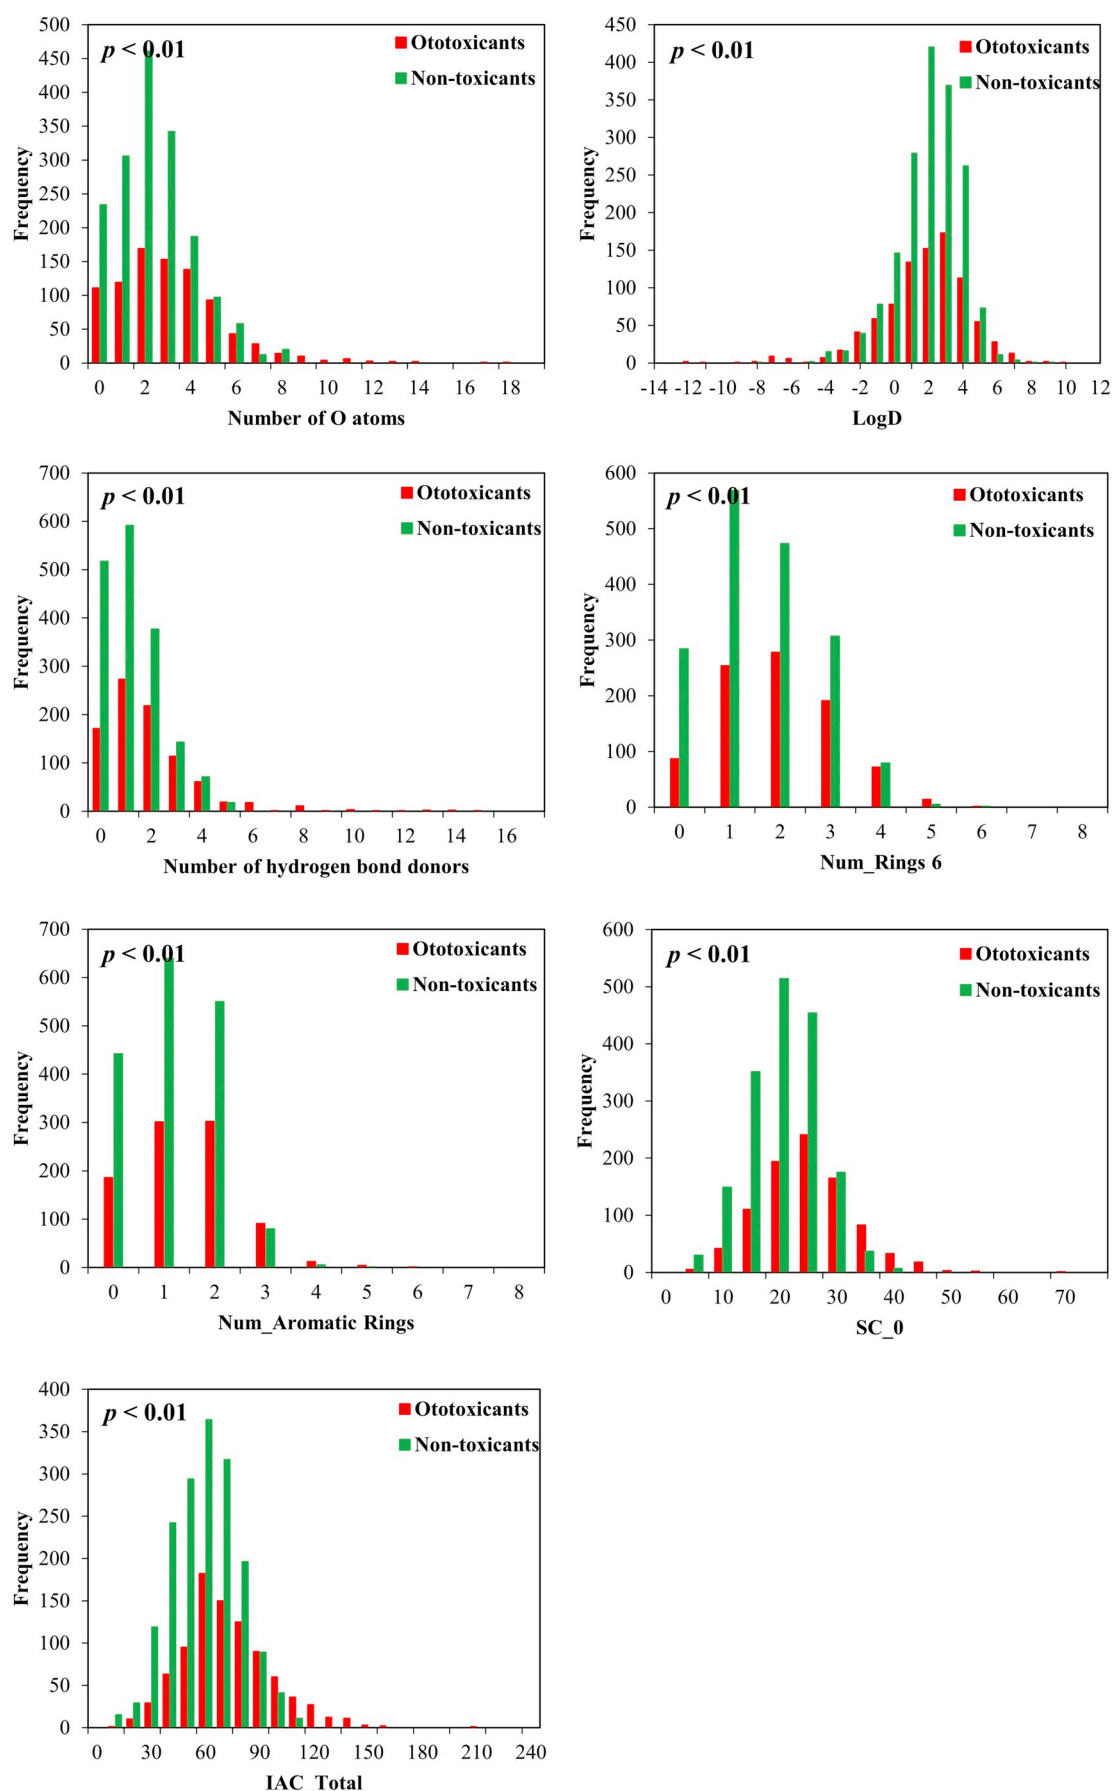 500
450
400
350
300
250
200
150
100
50
0
p < 0.01
Ototoxicants
Non-toxicants
Frequency
0 2 4 6 8 10 12 14 16 18
Number of O atoms
450
400
350
300
250
200
150
100
50
0
p < 0.01
Ototoxicants
Non-toxicants
Frequency
-14 -12 -10 -8 -6 -4 -2 0 2 4 6 8 10 12
LogD
700
600
500
400
300
200
100
0
p < 0.01
Ototoxicants
Non-toxicants
Frequency
0 2 4 6 8 10 12 14 16
Number of hydrogen bond donors
600
500
400
300
200
100
0
p < 0.01
Ototoxicants
Non-toxicants
Frequency
0 1 2 3 4 5 6 7 8
Num_Rings 6
700
600
500
400
300
200
100
0
p < 0.01
Ototoxicants
Non-toxicants
Frequency
0 1 2 3 4 5 6 7 8
Num_Aromatic Rings
600
500
400
300
200
100
0
p < 0.01
Ototoxicants
Non-toxicants
Frequency
0 10 20 30 40 50 60 70
SC_0
400
350
300
250
200
150
100
50
0
p < 0.01
Ototoxicants
Non-toxicants
Frequency
0 30 60 90 120 150 180 210 240
IAC_Total